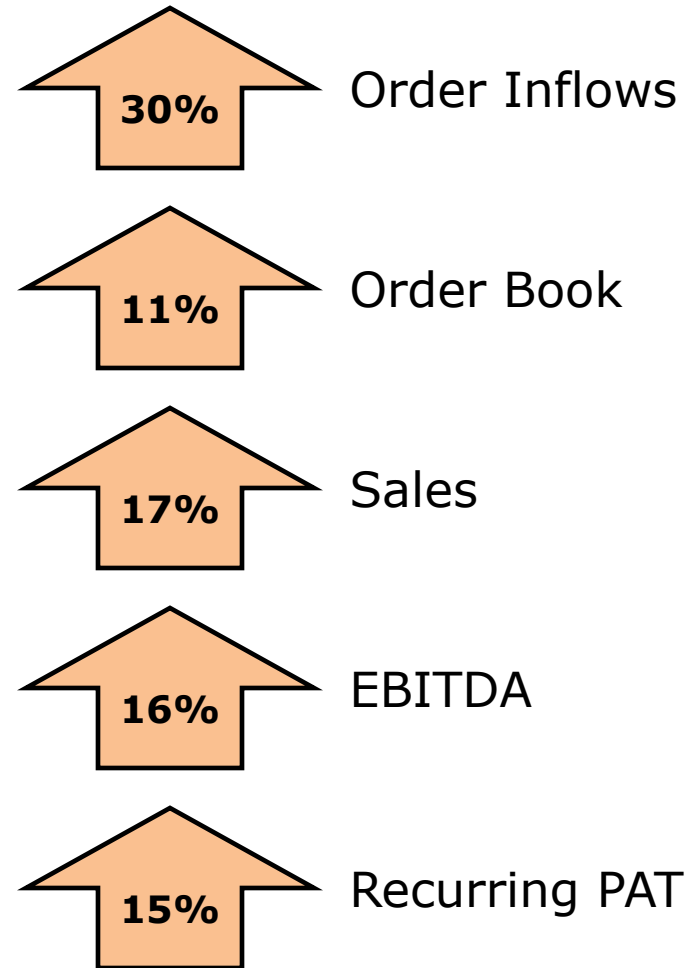 30% Order Inflows
11% Order Book
17% Sales
16% EBITDA
15% Recurring PAT